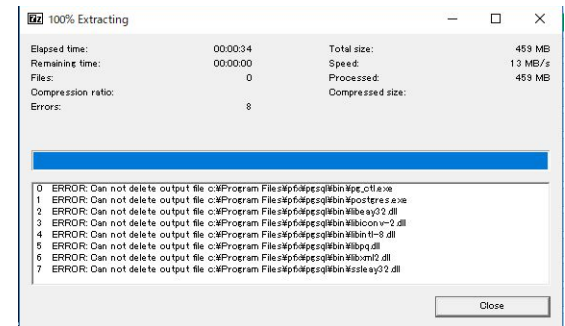 7z 100% Extracting
Elapsed time: 00:00:34 Total size: 459 MB
Remaining time: 00:00:00 Speed: 13 MB/s
Files: 0 Processed: 459 MB
Compression ratio: Compressed size:
Errors: 8
0 ERROR: Can not delete output file c:¥Program Files¥pfx¥pgsql¥bin¥pg_ctl.exe
1 ERROR: Can not delete output file c:¥Program Files¥pfx¥pgsql¥bin¥postgres.exe
2 ERROR: Can not delete output file c:¥Program Files¥pfx¥pgsql¥bin¥libeay32.dll
3 ERROR: Can not delete output file c:¥Program Files¥pfx¥pgsql¥bin¥libiconv-2.dll
4 ERROR: Can not delete output file c:¥Program Files¥pfx¥pgsql¥bin¥libintl-8.dll
5 ERROR: Can not delete output file c:¥Program Files¥pfx¥pgsql¥bin¥libpq.dll
6 ERROR: Can not delete output file c:¥Program Files¥pfx¥pgsql¥bin¥libxml2.dll
7 ERROR: Can not delete output file c:¥Program Files¥pfx¥pgsql¥bin¥ssleay32.dll
Close